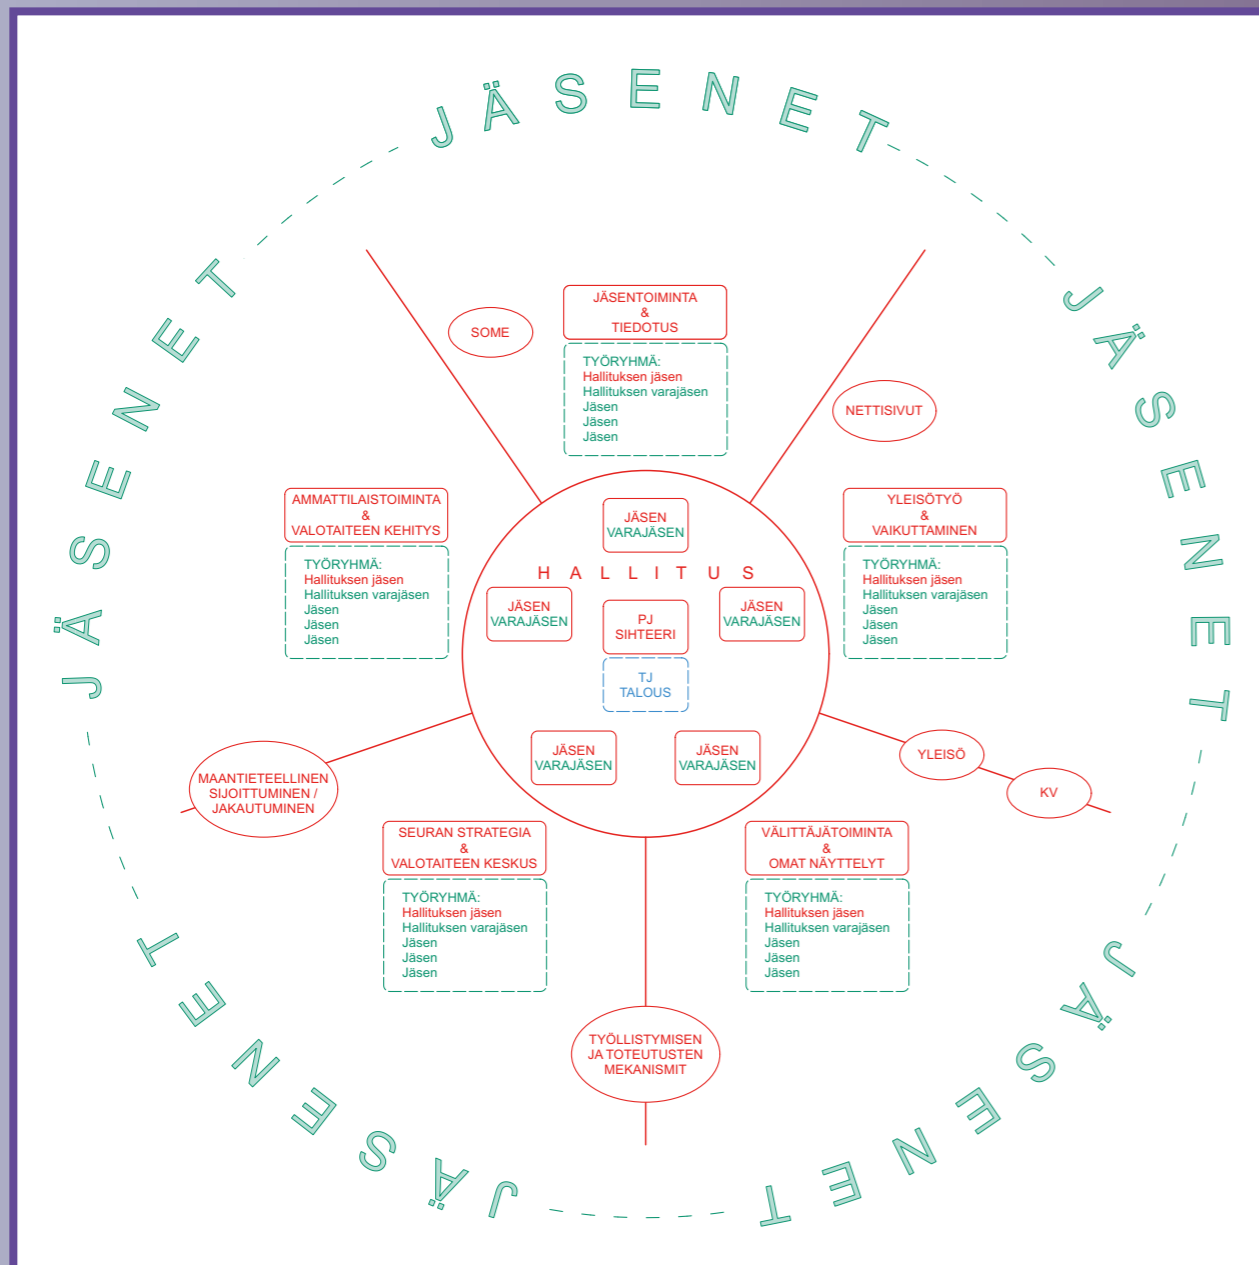 JÄSENET
JÄSENET
JÄSENET
JÄSENET
JÄSENET
SOME
JÄSENTOIMINTA
&
TIEDOTUS
TYÖRYHMÄ:
Hallituksen jäsen
Hallituksen varajäsen
Jäsen
Jäsen
Jäsen
NETTISIVUT
AMMATTILAISTOIMINTA
&
VALOTAITEEN KEHITYS
TYÖRYHMÄ:
Hallituksen jäsen
Hallituksen varajäsen
Jäsen
Jäsen
Jäsen
JÄSEN
VARAJÄSEN
HALLITUS
JÄSEN
VARAJÄSEN
PJ
SIHTEERI
JÄSEN
VARAJÄSEN
TJ
TALOUS
JÄSEN
VARAJÄSEN
JÄSEN
VARAJÄSEN
YLEISÖTYÖ
&
VAIKUTTAMINEN
TYÖRYHMÄ:
Hallituksen jäsen
Hallituksen varajäsen
Jäsen
Jäsen
Jäsen
MAANTIETEELLINEN
SIJOITTUMINEN /
JAKAUTUMINEN
YLEISÖ
KV
SEURAN STRATEGIA
&
VALOTAITEEN KESKUS
TYÖRYHMÄ:
Hallituksen jäsen
Hallituksen varajäsen
Jäsen
Jäsen
Jäsen
VÄLITTÄJÄTOIMINTA
&
OMAT NÄYTTELYT
TYÖRYHMÄ:
Hallituksen jäsen
Hallituksen varajäsen
Jäsen
Jäsen
Jäsen
TYÖLLISTYMISEN
JA TOTEUTUSTEN
MEKANISMIT